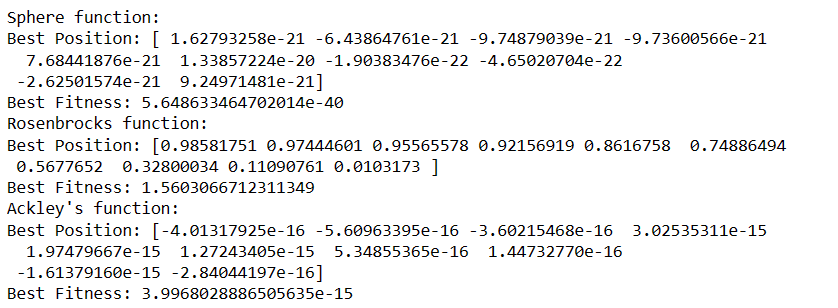 Sphere function:
Best Position: [ 1.62793258e-21 -6.43864761e-21 -9.74879039e-21 -9.73600566e-21
  7.68441876e-21  1.33857224e-20 -1.90383476e-22 -4.65020704e-22
 -2.62501574e-21  9.24971481e-21]
Best Fitness: 5.648633464702014e-40
Rosenbrocks function:
Best Position: [0.98581751 0.97444601 0.95565578 0.92156919 0.8616758  0.74886494
 0.5677652  0.32800034 0.11090761 0.0103173 ]
Best Fitness: 1.5603066712311349
Ackley's function:
Best Position: [-4.01317925e-16 -5.60963395e-16 -3.60215468e-16  3.02535311e-15
  1.97479667e-15  1.27243405e-15  5.34855365e-16  1.44732770e-16
 -1.61379160e-15 -2.84044197e-16]
Best Fitness: 3.9968028886505635e-15